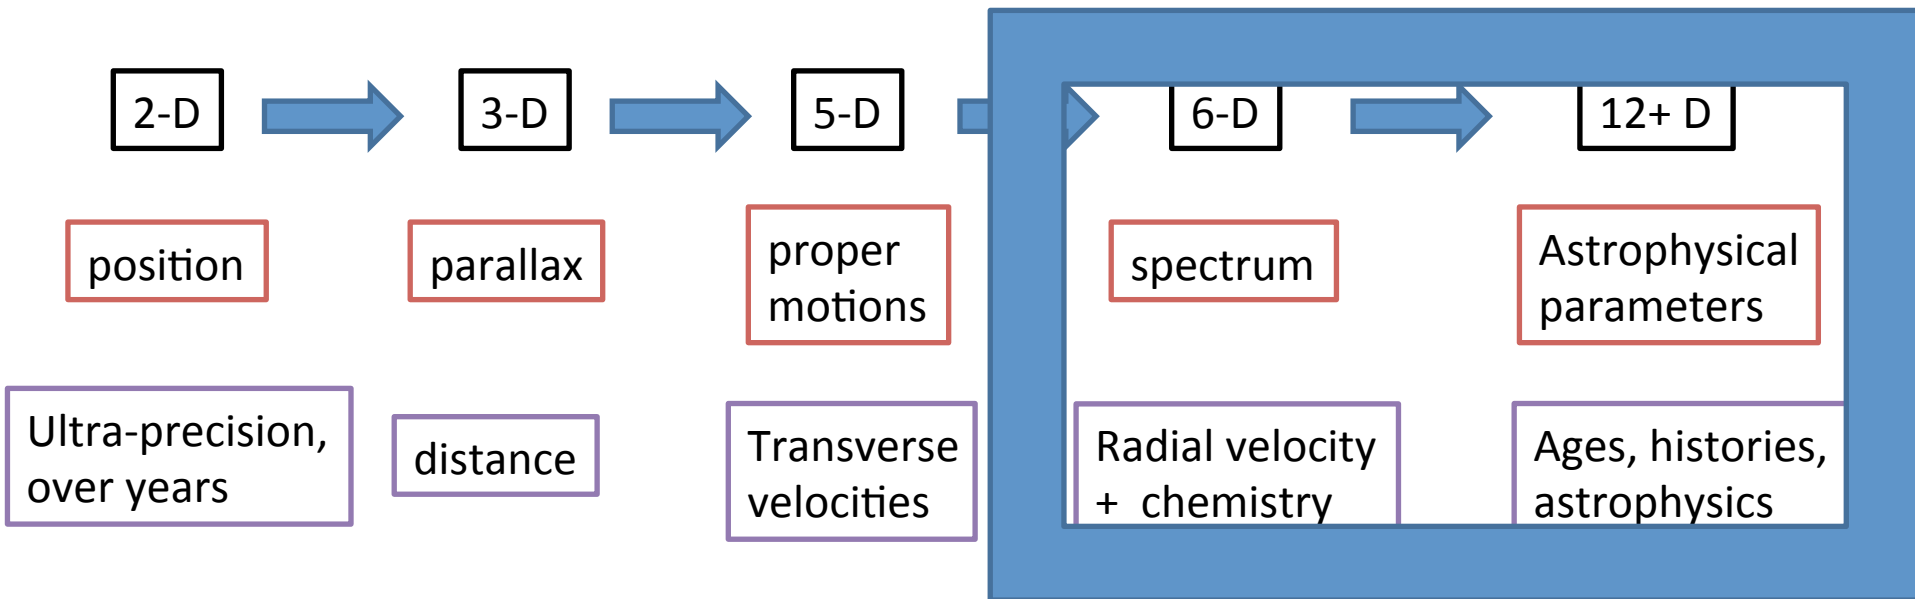 2-D
3-D
5-D
6-D
12+ D
position
parallax
proper
motions
spectrum
Astrophysical
parameters
Ultra-precision,
over years
distance
Transverse
velocities
Radial velocity
+ chemistry
Ages, histories,
astrophysics